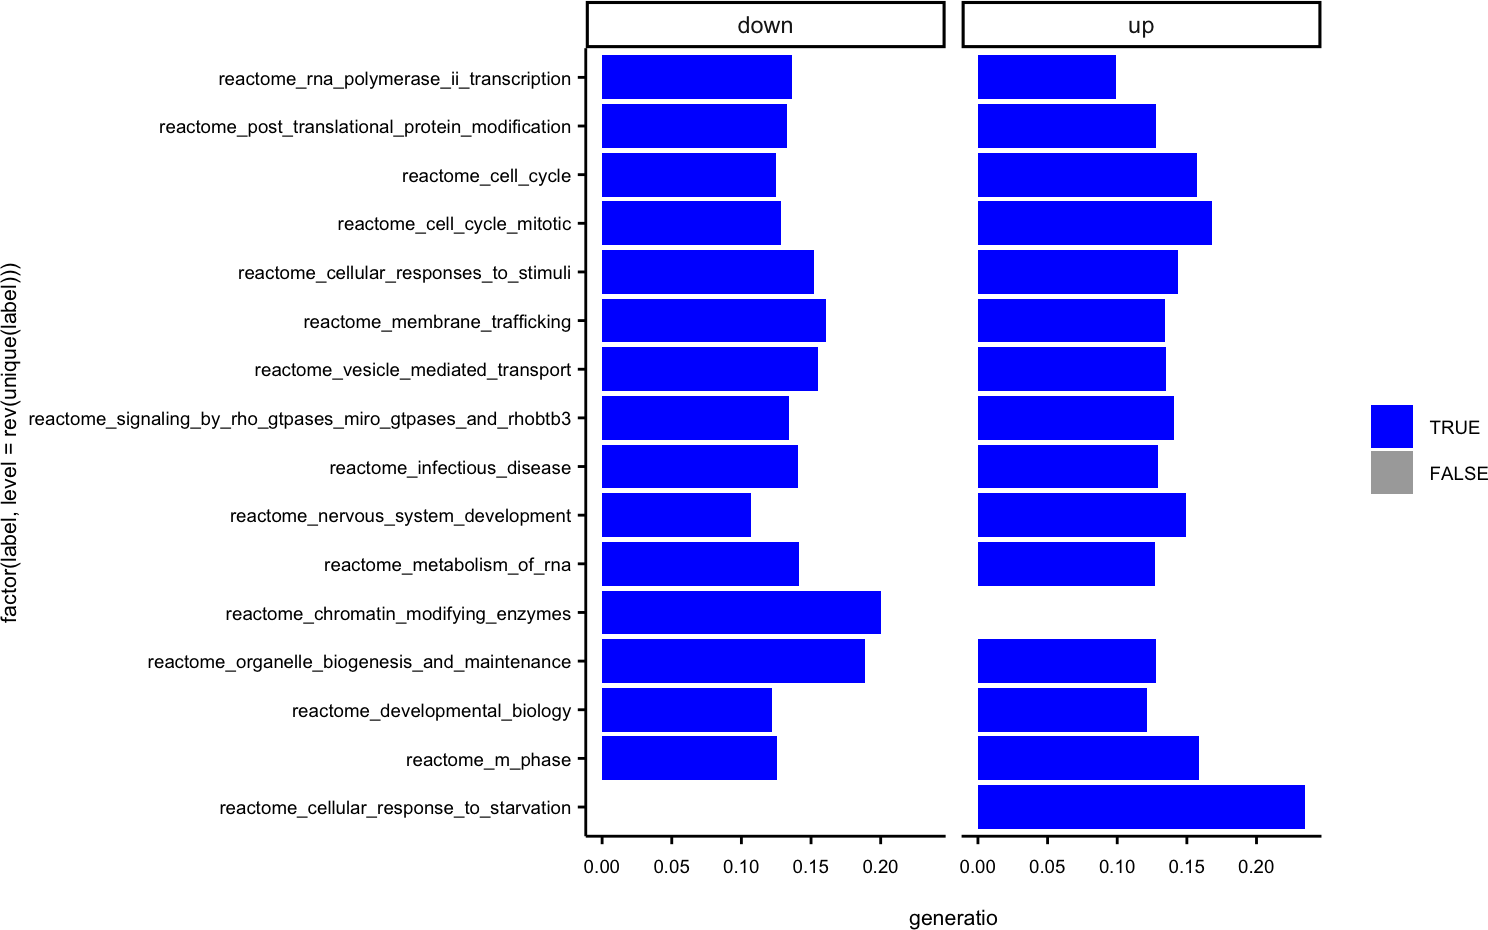 down
up
reactome_rna_polymerase_ii_transcription
reactome_post_translational_protein_modification
reactome_cell_cycle
reactome_cell_cycle_mitotic
reactome_cellular_responses_to_stimuli
reactome_membrane_trafficking
reactome_vesicle_mediated_transport
reactome_signaling_by_rho_gtpases_miro_gtpases_and_rhobtb3
reactome_infectious_disease
reactome_nervous_system_development
reactome_metabolism_of_rna
reactome_chromatin_modifying_enzymes
reactome_organelle_biogenesis_and_maintenance
reactome_developmental_biology
reactome_m_phase
reactome_cellular_response_to_starvation
factor(label, level = rev(unique(label)))
0.00 0.05 0.10 0.15 0.20
0.00 0.05 0.10 0.15 0.20
generatio
TRUE
FALSE